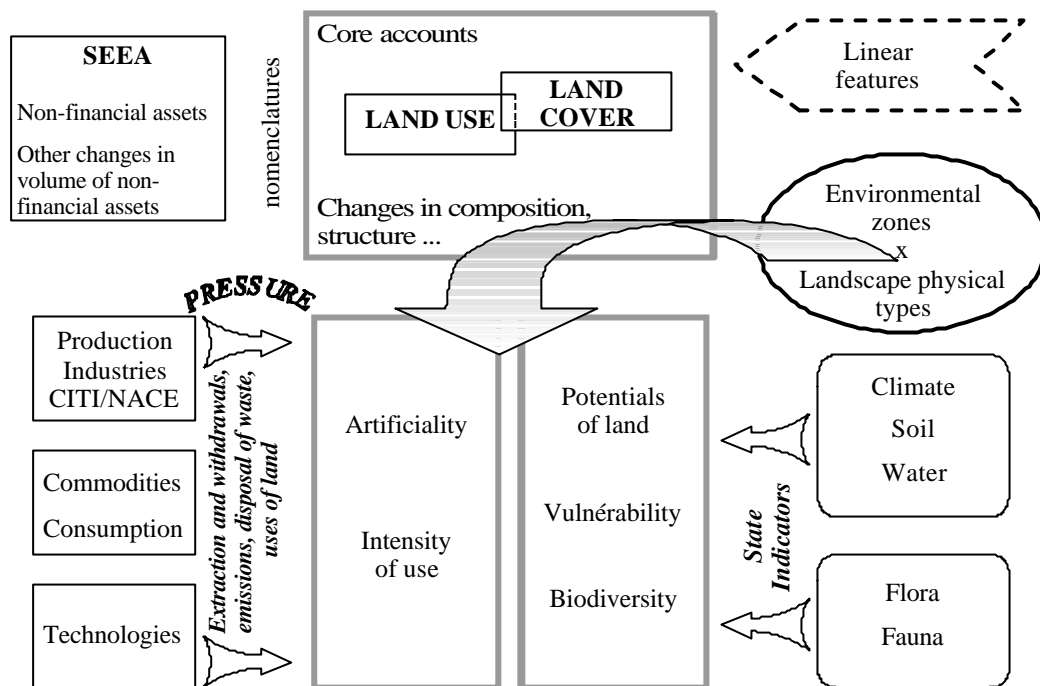 SEEA
Non-financial assets
Other changes in
volume of non-
financial assets
nomenclatures
Core accounts
LAND USE
LAND
COVER
Changes in composition,
structure ...
Linear
features
Environmental
zones
x
Landscape physical
types
PRESSURE
Production
Industries
CITI/NACE
Commodities
Consumption
Technologies
Extraction and withdrawals,
emissions, disposal of waste,
uses of land
Artificiality
Intensity
of use
Potentials
of land
Vulnérability
Biodiversity
State
Indicators
Climate
Soil
Water
Flora
Fauna